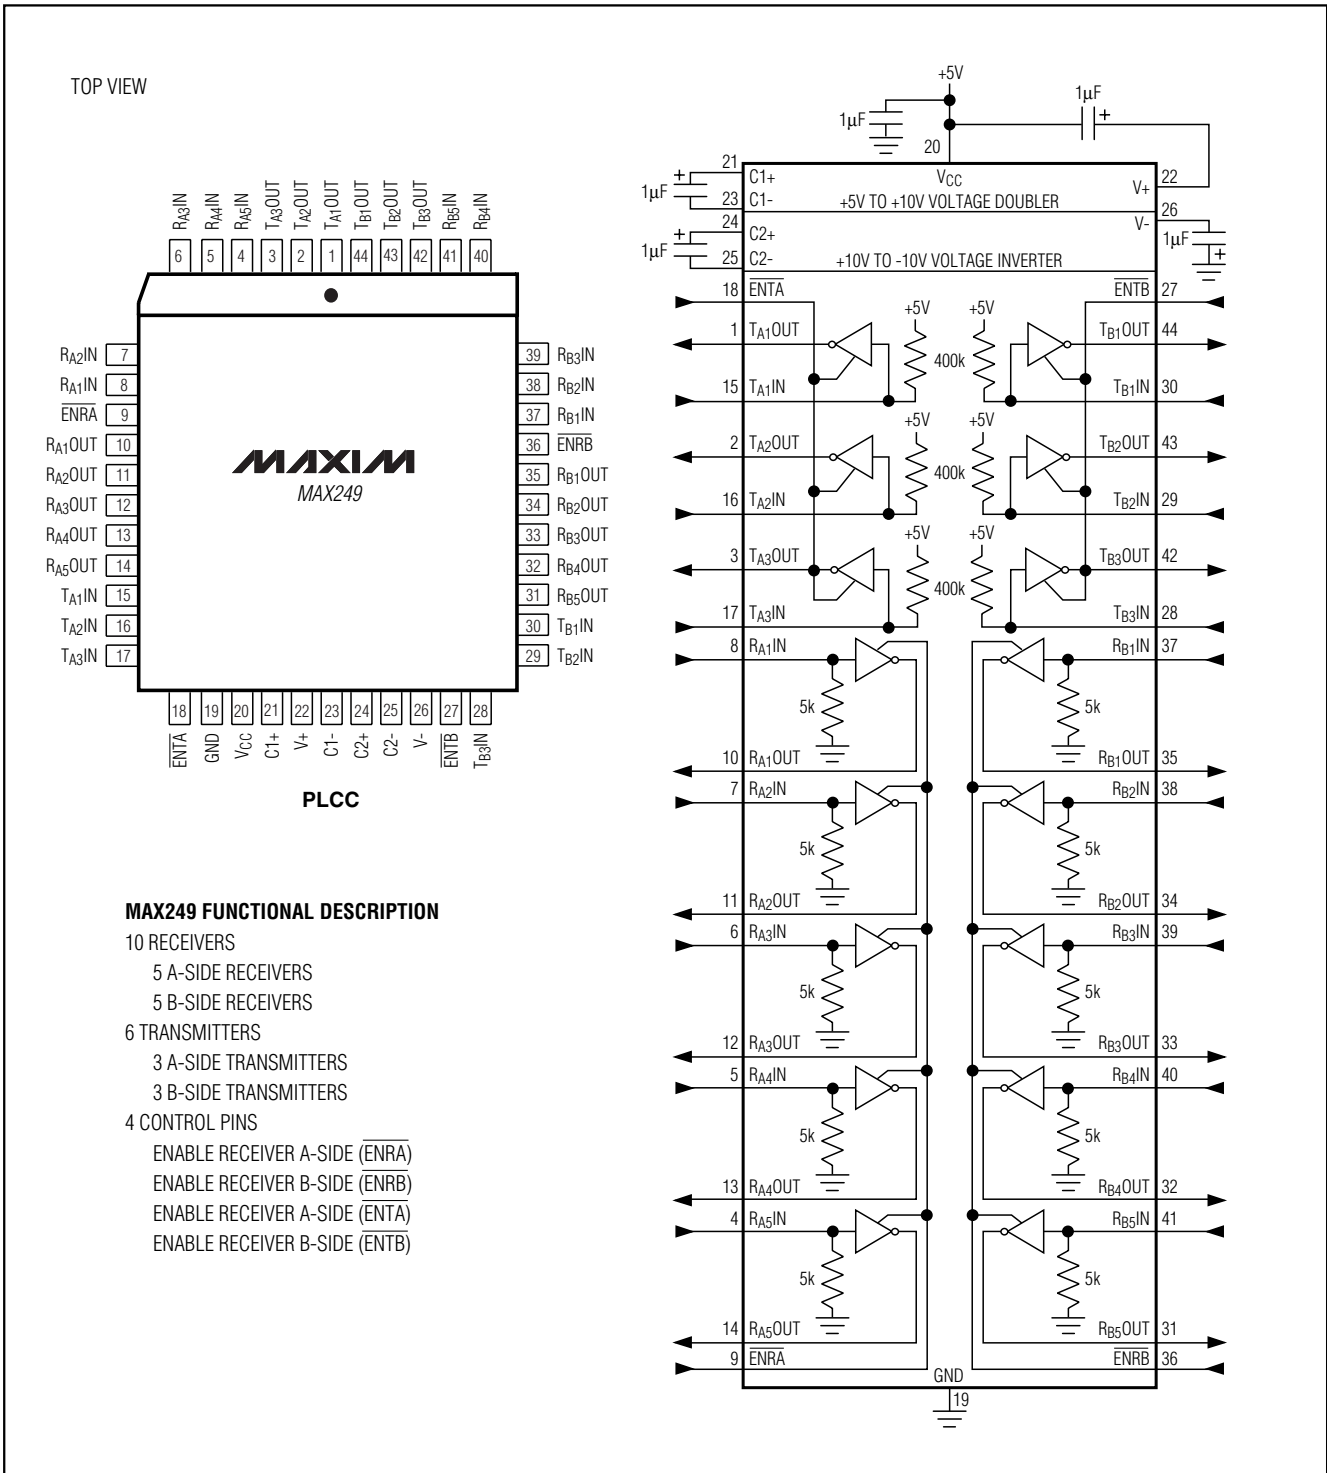 TOP VIEW
RA3IN
RA4IN
RA5IN
TA3OUT
TA2OUT
TA1OUT
TB1OUT
TB2OUT
TB3OUT
RB5IN
RB4IN
6 5 4 3 2 1 44 43 42 41 40
RA2IN 7
RA1IN 8
ENRA 9
RA1OUT 10
RA2OUT 11
RA3OUT 12
RA4OUT 13
RA5OUT 14
TA1IN 15
TA2IN 16
TA3IN 17
MAXIM
MAX249
39 RB3IN
38 RB2IN
37 RB1IN
36 ENRB
35 RB1OUT
34 RB2OUT
33 RB3OUT
32 RB4OUT
31 RB5OUT
30 TB1IN
29 TB2IN
18 19 20 21 22 23 24 25 26 27 28
ENTA
GND
VCC
C1+
V+
C1-
C2+
C2-
V-
ENTB
TB3IN
PLCC
MAX249 FUNCTIONAL DESCRIPTION
10 RECEIVERS
5 A-SIDE RECEIVERS
5 B-SIDE RECEIVERS
6 TRANSMITTERS
3 A-SIDE TRANSMITTERS
3 B-SIDE TRANSMITTERS
4 CONTROL PINS
ENABLE RECEIVER A-SIDE (ENRA)
ENABLE RECEIVER B-SIDE (ENRB)
ENABLE RECEIVER A-SIDE (ENTA)
ENABLE RECEIVER B-SIDE (ENTB)
+5V
1µF
1µF +
20
21 C1+ VCC V+ 22
+ 1µF
23 C1- +5V TO +10V VOLTAGE DOUBLER
V- 26
24 C2+
+ 1µF
1µF +
25 C2- +10V TO -10V VOLTAGE INVERTER
18 ENTA ENTB 27
+5V +5V
1 TA1OUT TB1OUT 44
400k
15 TA1IN TB1IN 30
+5V +5V
2 TA2OUT TB2OUT 43
400k
16 TA2IN TB2IN 29
+5V +5V
3 TA3OUT TB3OUT 42
400k
17 TA3IN TB3IN 28
8 RA1IN RB1IN 37
5k 5k
10 RA1OUT RB1OUT 35
7 RA2IN RB2IN 38
5k 5k
11 RA2OUT RB2OUT 34
6 RA3IN RB3IN 39
5k 5k
12 RA3OUT RB3OUT 33
5 RA4IN RB4IN 40
5k 5k
13 RA4OUT RB4OUT 32
4 RA5IN RB5IN 41
5k 5k
14 RA5OUT RB5OUT 31
9 ENRA ENRB 36
GND
19